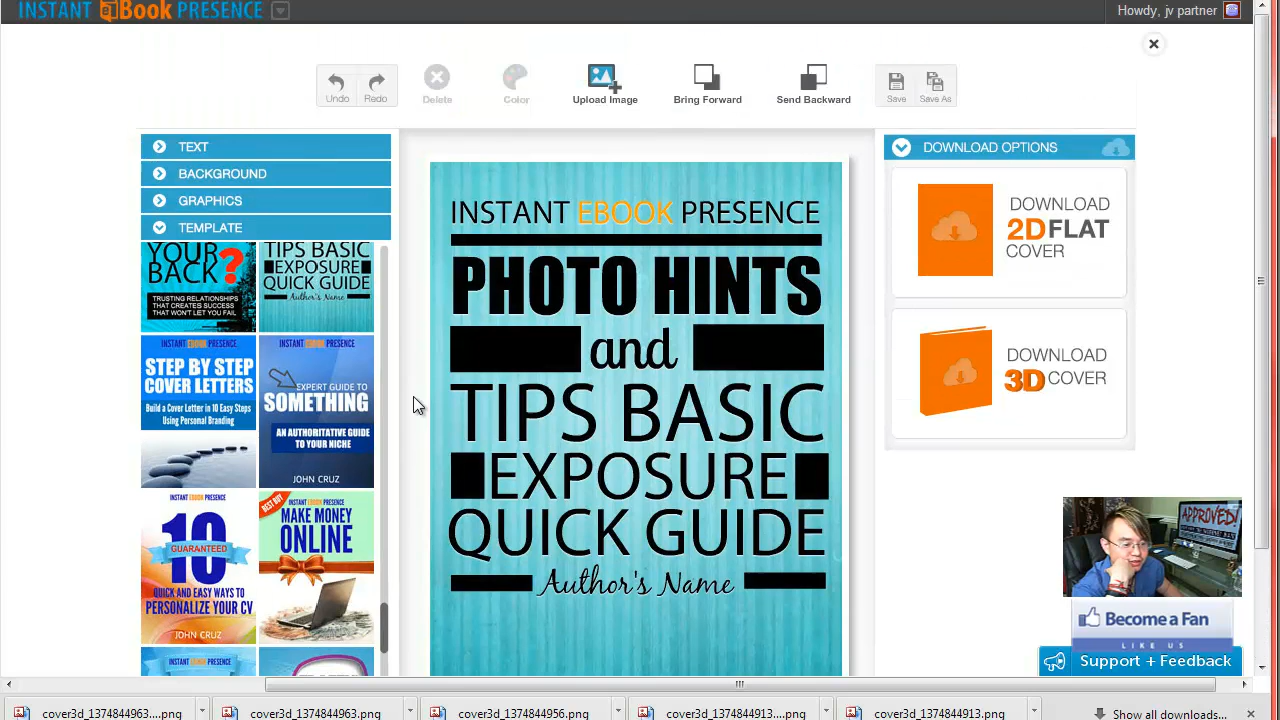 INSTANT eBook PRESENCE
Howdy, jv partner
Undo
Redo
Delete
Color
Upload Image
Bring Forward
Send Backward
Save
Save As
TEXT
BACKGROUND
GRAPHICS
TEMPLATE
YOUR
BACK?
TRUSTING RELATIONSHIPS
THAT CREATES SUCCESS
THAT WON'T LET YOU FAIL
TIPS BASIC
EXPOSURE
QUICK GUIDE
Author's Name
INSTANT EBOOK PRESENCE
STEP BY STEP
COVER LETTERS
Build a Cover Letter in 10 Easy Steps
Using Personal Branding
INSTANT EBOOK PRESENCE
EXPERT GUIDE TO
SOMETHING
AN AUTHORITATIVE GUIDE
TO YOUR NICHE
JOHN CRUZ
INSTANT EBOOK PRESENCE
10
GUARANTEED
QUICK AND EASY WAYS TO
PERSONALIZE YOUR CV
JOHN CRUZ
BEST BUY
INSTANT EBOOK PRESENCE
MAKE MONEY
ONLINE
INSTANT EBOOK PRESENCE
INSTANT EBOOK PRESENCE
PHOTO HINTS
and
TIPS BASIC
EXPOSURE
QUICK GUIDE
Author's Name
DOWNLOAD OPTIONS
DOWNLOAD
2D FLAT
COVER
DOWNLOAD
3D COVER
APPROVED!
Become a Fan
LIKE US
Support + Feedback
cover3d_1374844963....png
cover3d_1374844963.png
cover3d_1374844956.png
cover3d_1374844913....png
cover3d_1374844913.png
Show all downloads...